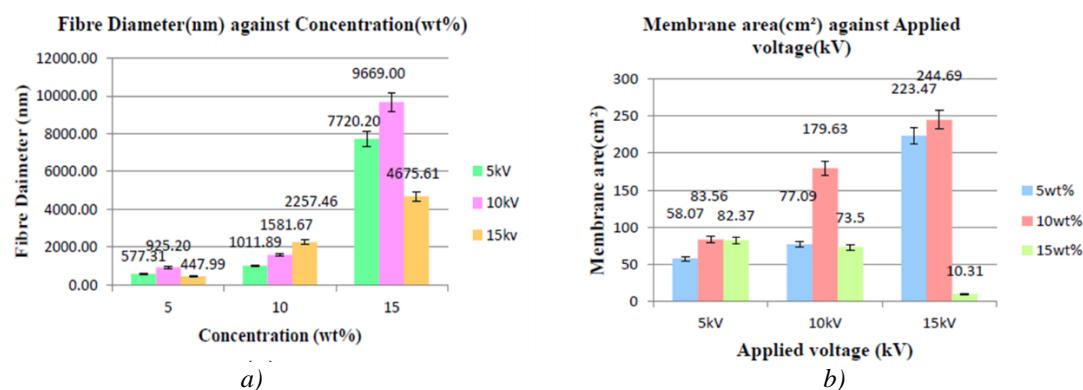 Fibre Diameter(nm) against Concentration(wt%)
12000.00
10000.00
8000.00
6000.00
4000.00
2000.00
0.00
Fibre Daimeter (nm)
577.31
925.20
447.99
1011.89
1581.67
2257.46
7720.20
9669.00
4675.61
5
10
15
Concentration (wt%)
5kV
10kV
15kv
a)
Membrane area(cm²) against Applied
voltage(kV)
300
250
200
150
100
50
0
Membrane are(cm²)
58.07
83.56
82.37
77.09
179.63
73.5
223.47
244.69
10.31
5kV
10kV
15kV
Applied voltage (kV)
5wt%
10wt%
15wt%
b)